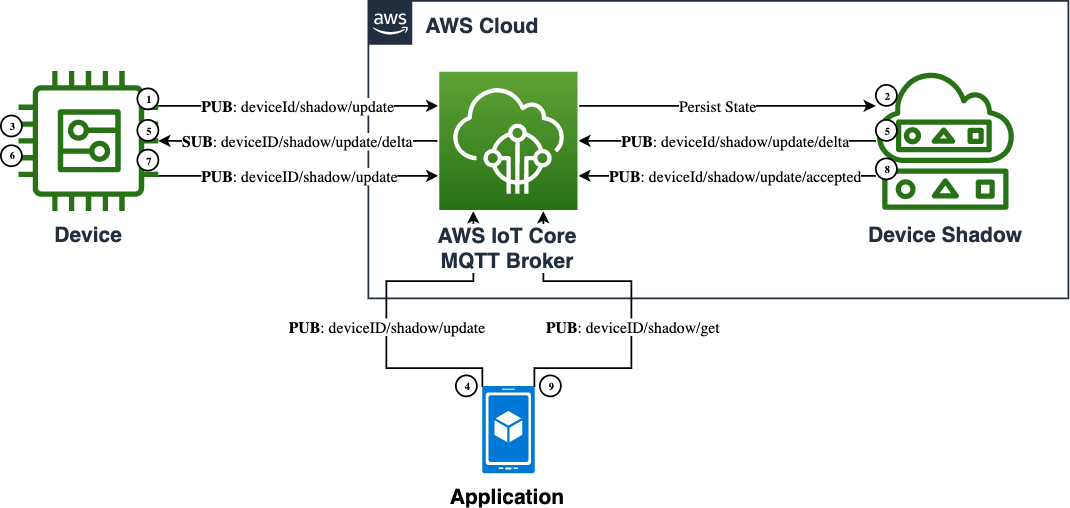 aws
AWS Cloud
1
PUB: deviceId/shadow/update
Persist State
2
3
5
SUB: deviceID/shadow/update/delta
PUB: deviceId/shadow/update/delta
5
6
7
PUB: deviceID/shadow/update
PUB: deviceId/shadow/update/accepted
8
Device
AWS IoT Core
MQTT Broker
Device Shadow
PUB: deviceID/shadow/update
PUB: deviceID/shadow/get
4
9
Application